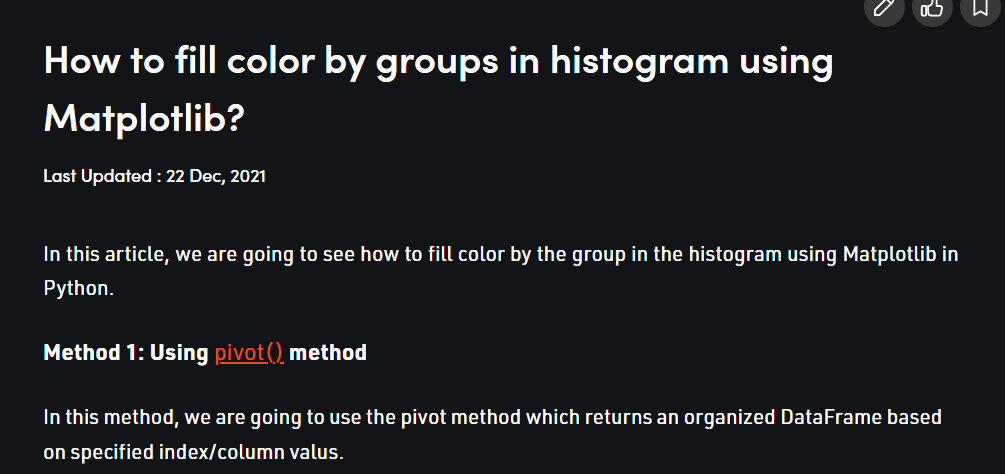 How to fill color by groups in histogram using
Matplotlib?
Last Updated : 22 Dec, 2021
In this article, we are going to see how to fill color by the group in the histogram using Matplotlib in
Python.
Method 1: Using pivot() method
In this method, we are going to use the pivot method which returns an organized DataFrame based
on specified index/column valus.